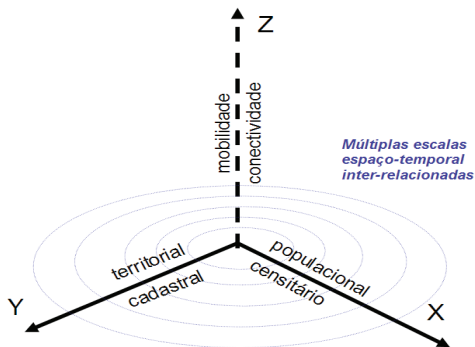 Z
mobilidade
conectividade
Múltiplas escalas
espaço-temporal
inter-relacionadas
territorial
cadastral
populacional
censitário
Y
X